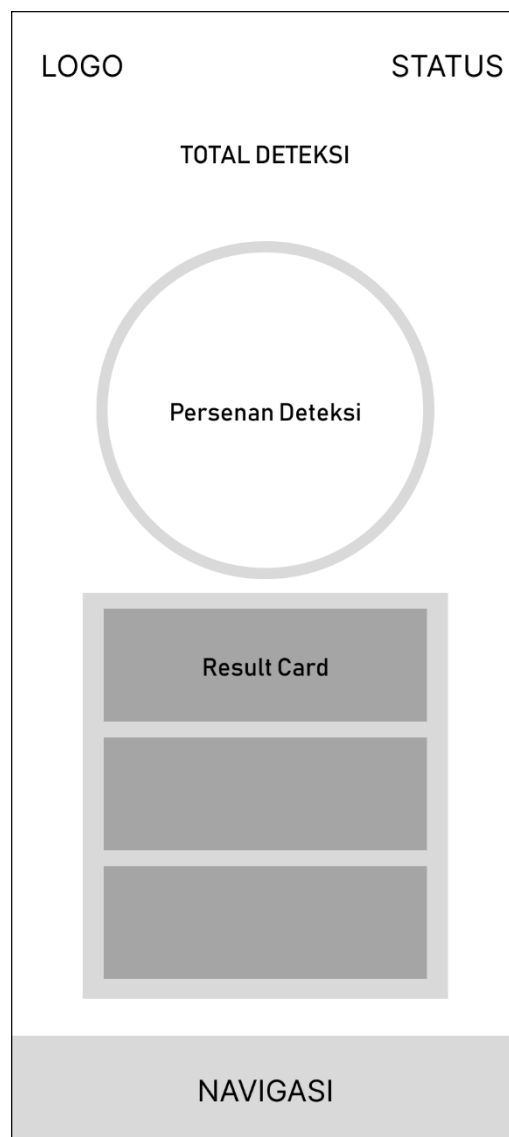 LOGO
STATUS
TOTAL DETEKSI
Persenan Deteksi
Result Card
NAVIGASI